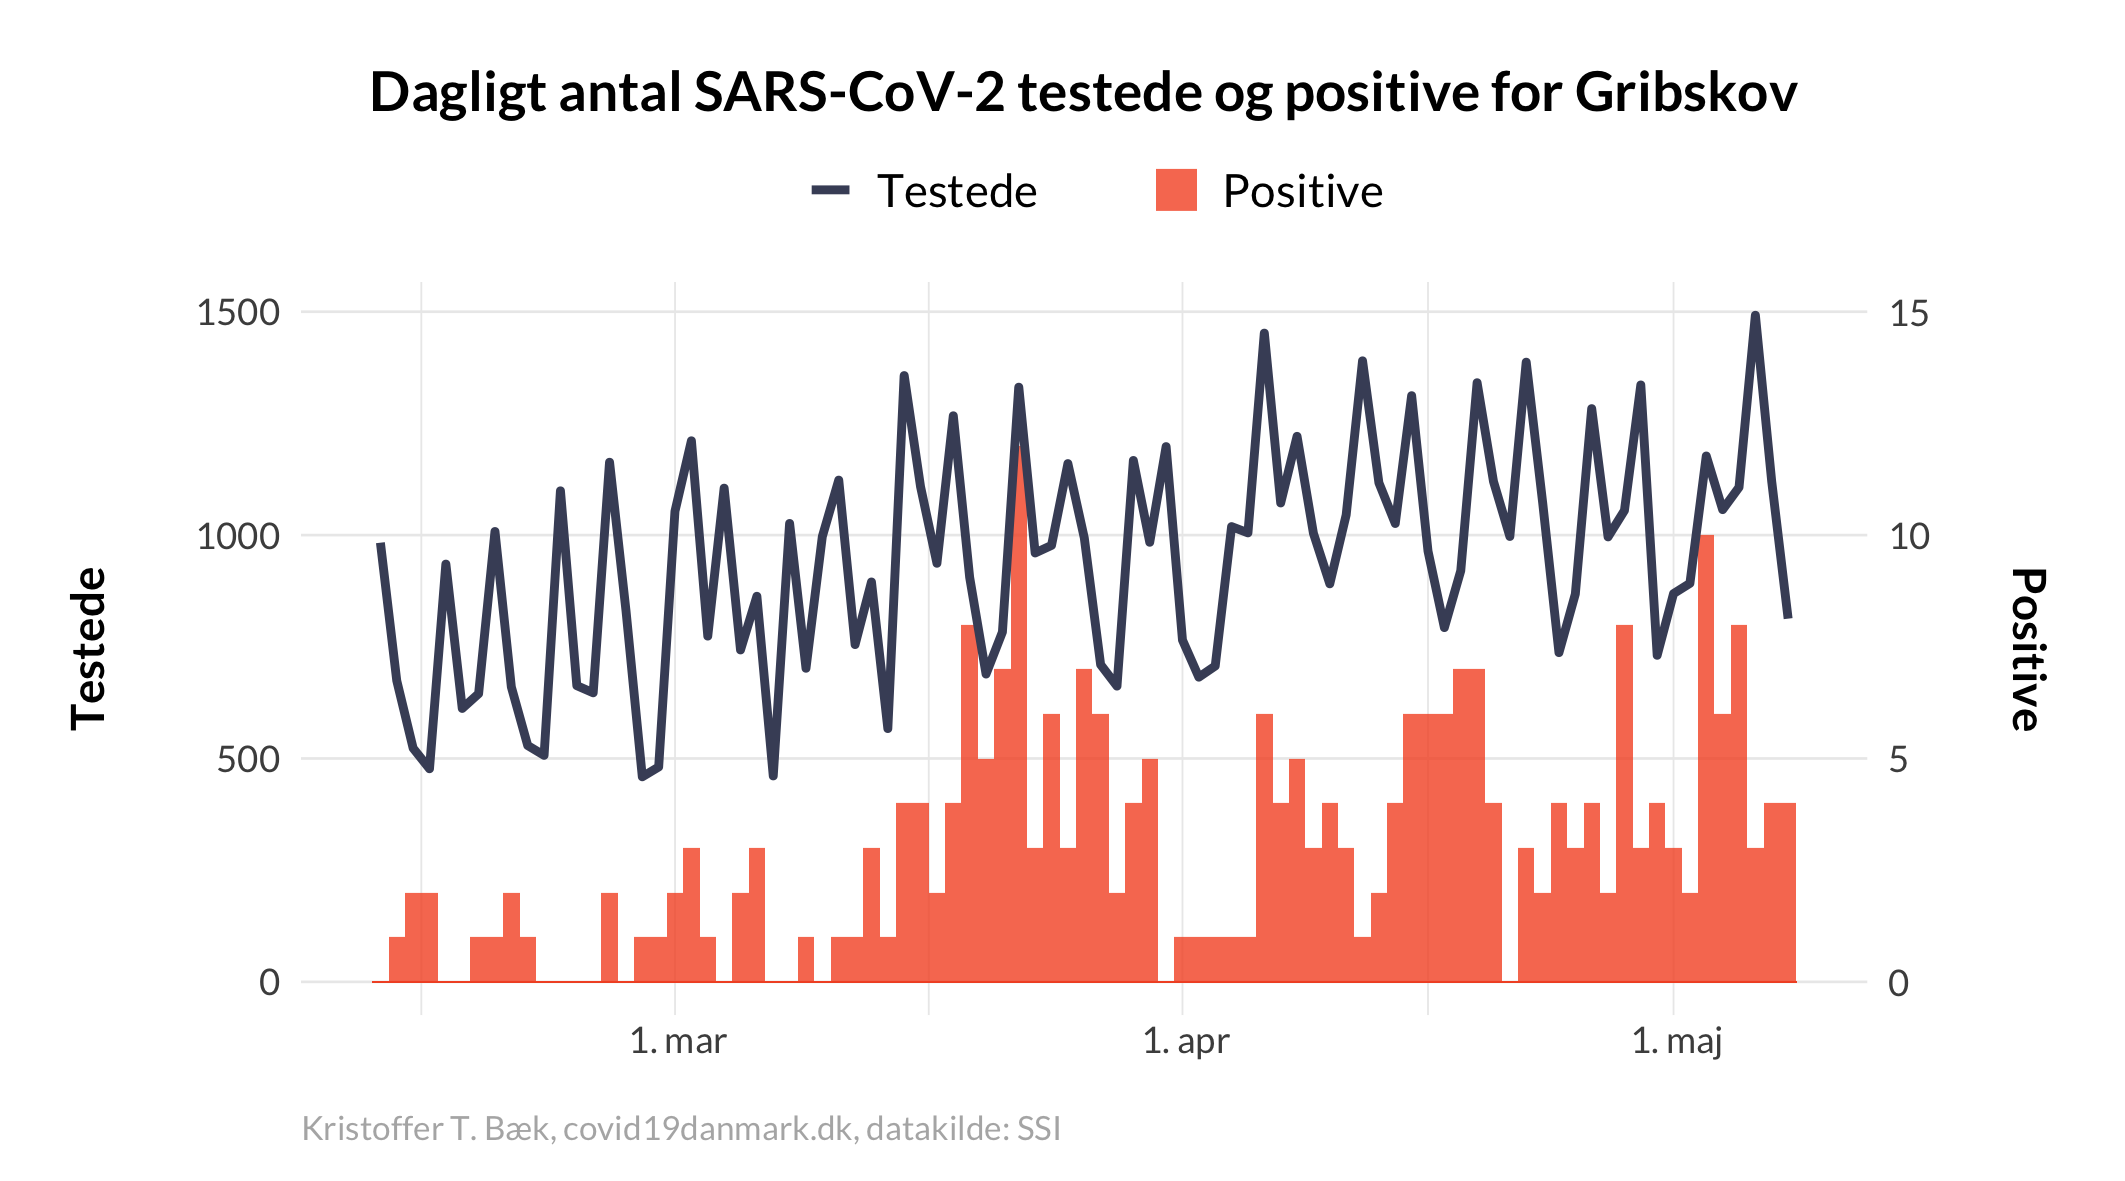 Dagligt antal SARS-CoV-2 testede og positive for Gribskov
Testede
Positive
1500
1000
500
0
Testede
15
10
5
0
Positive
1. mar
1. apr
1. maj
Kristoffer T. Bæk, covid19danmark.dk, datakilde: SSI